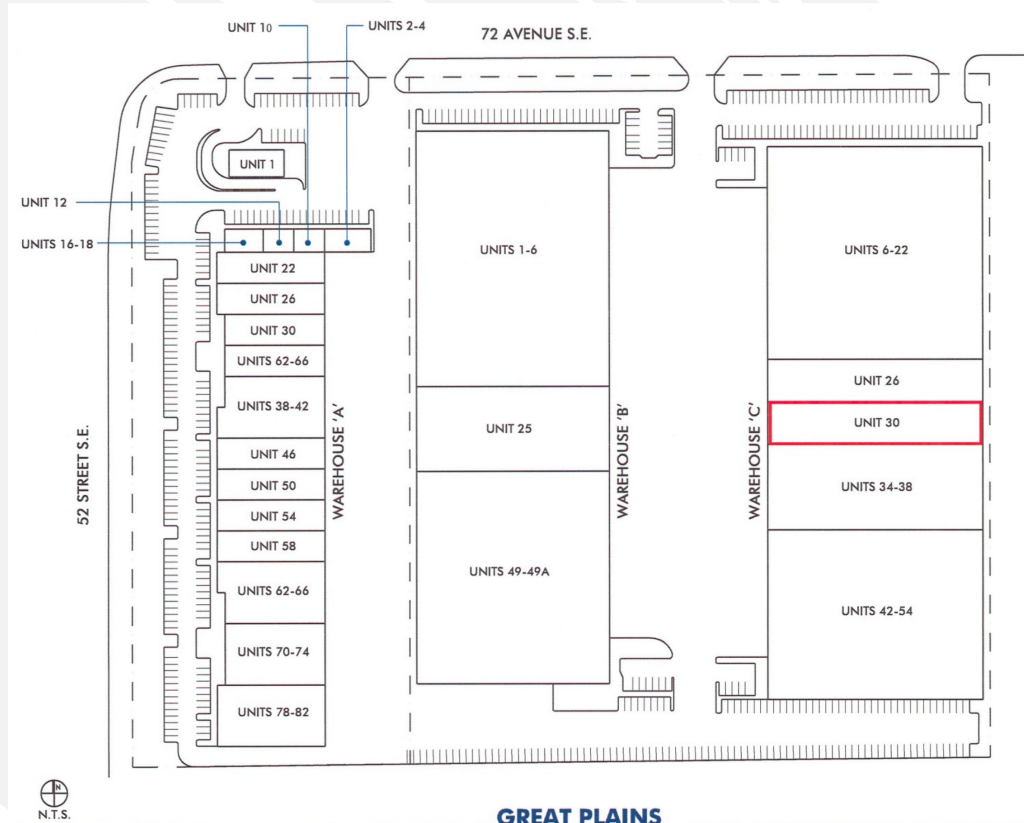 UNIT 10
UNITS 2-4
72 AVENUE S.E.
UNIT 1
UNIT 12
UNITS 16-18
UNIT 22
UNIT 26
UNIT 30
UNITS 62-66
UNITS 38-42
UNIT 46
UNIT 50
UNIT 54
UNIT 58
UNITS 62-66
UNITS 70-74
UNITS 78-82
52 STREET S.E.
WAREHOUSE 'A'
UNITS 1-6
UNIT 25
UNITS 49-49A
WAREHOUSE 'B'
WAREHOUSE 'C'
UNITS 6-22
UNIT 26
UNIT 30
UNITS 34-38
UNITS 42-54
N
N.T.S.
GREAT PLAINS